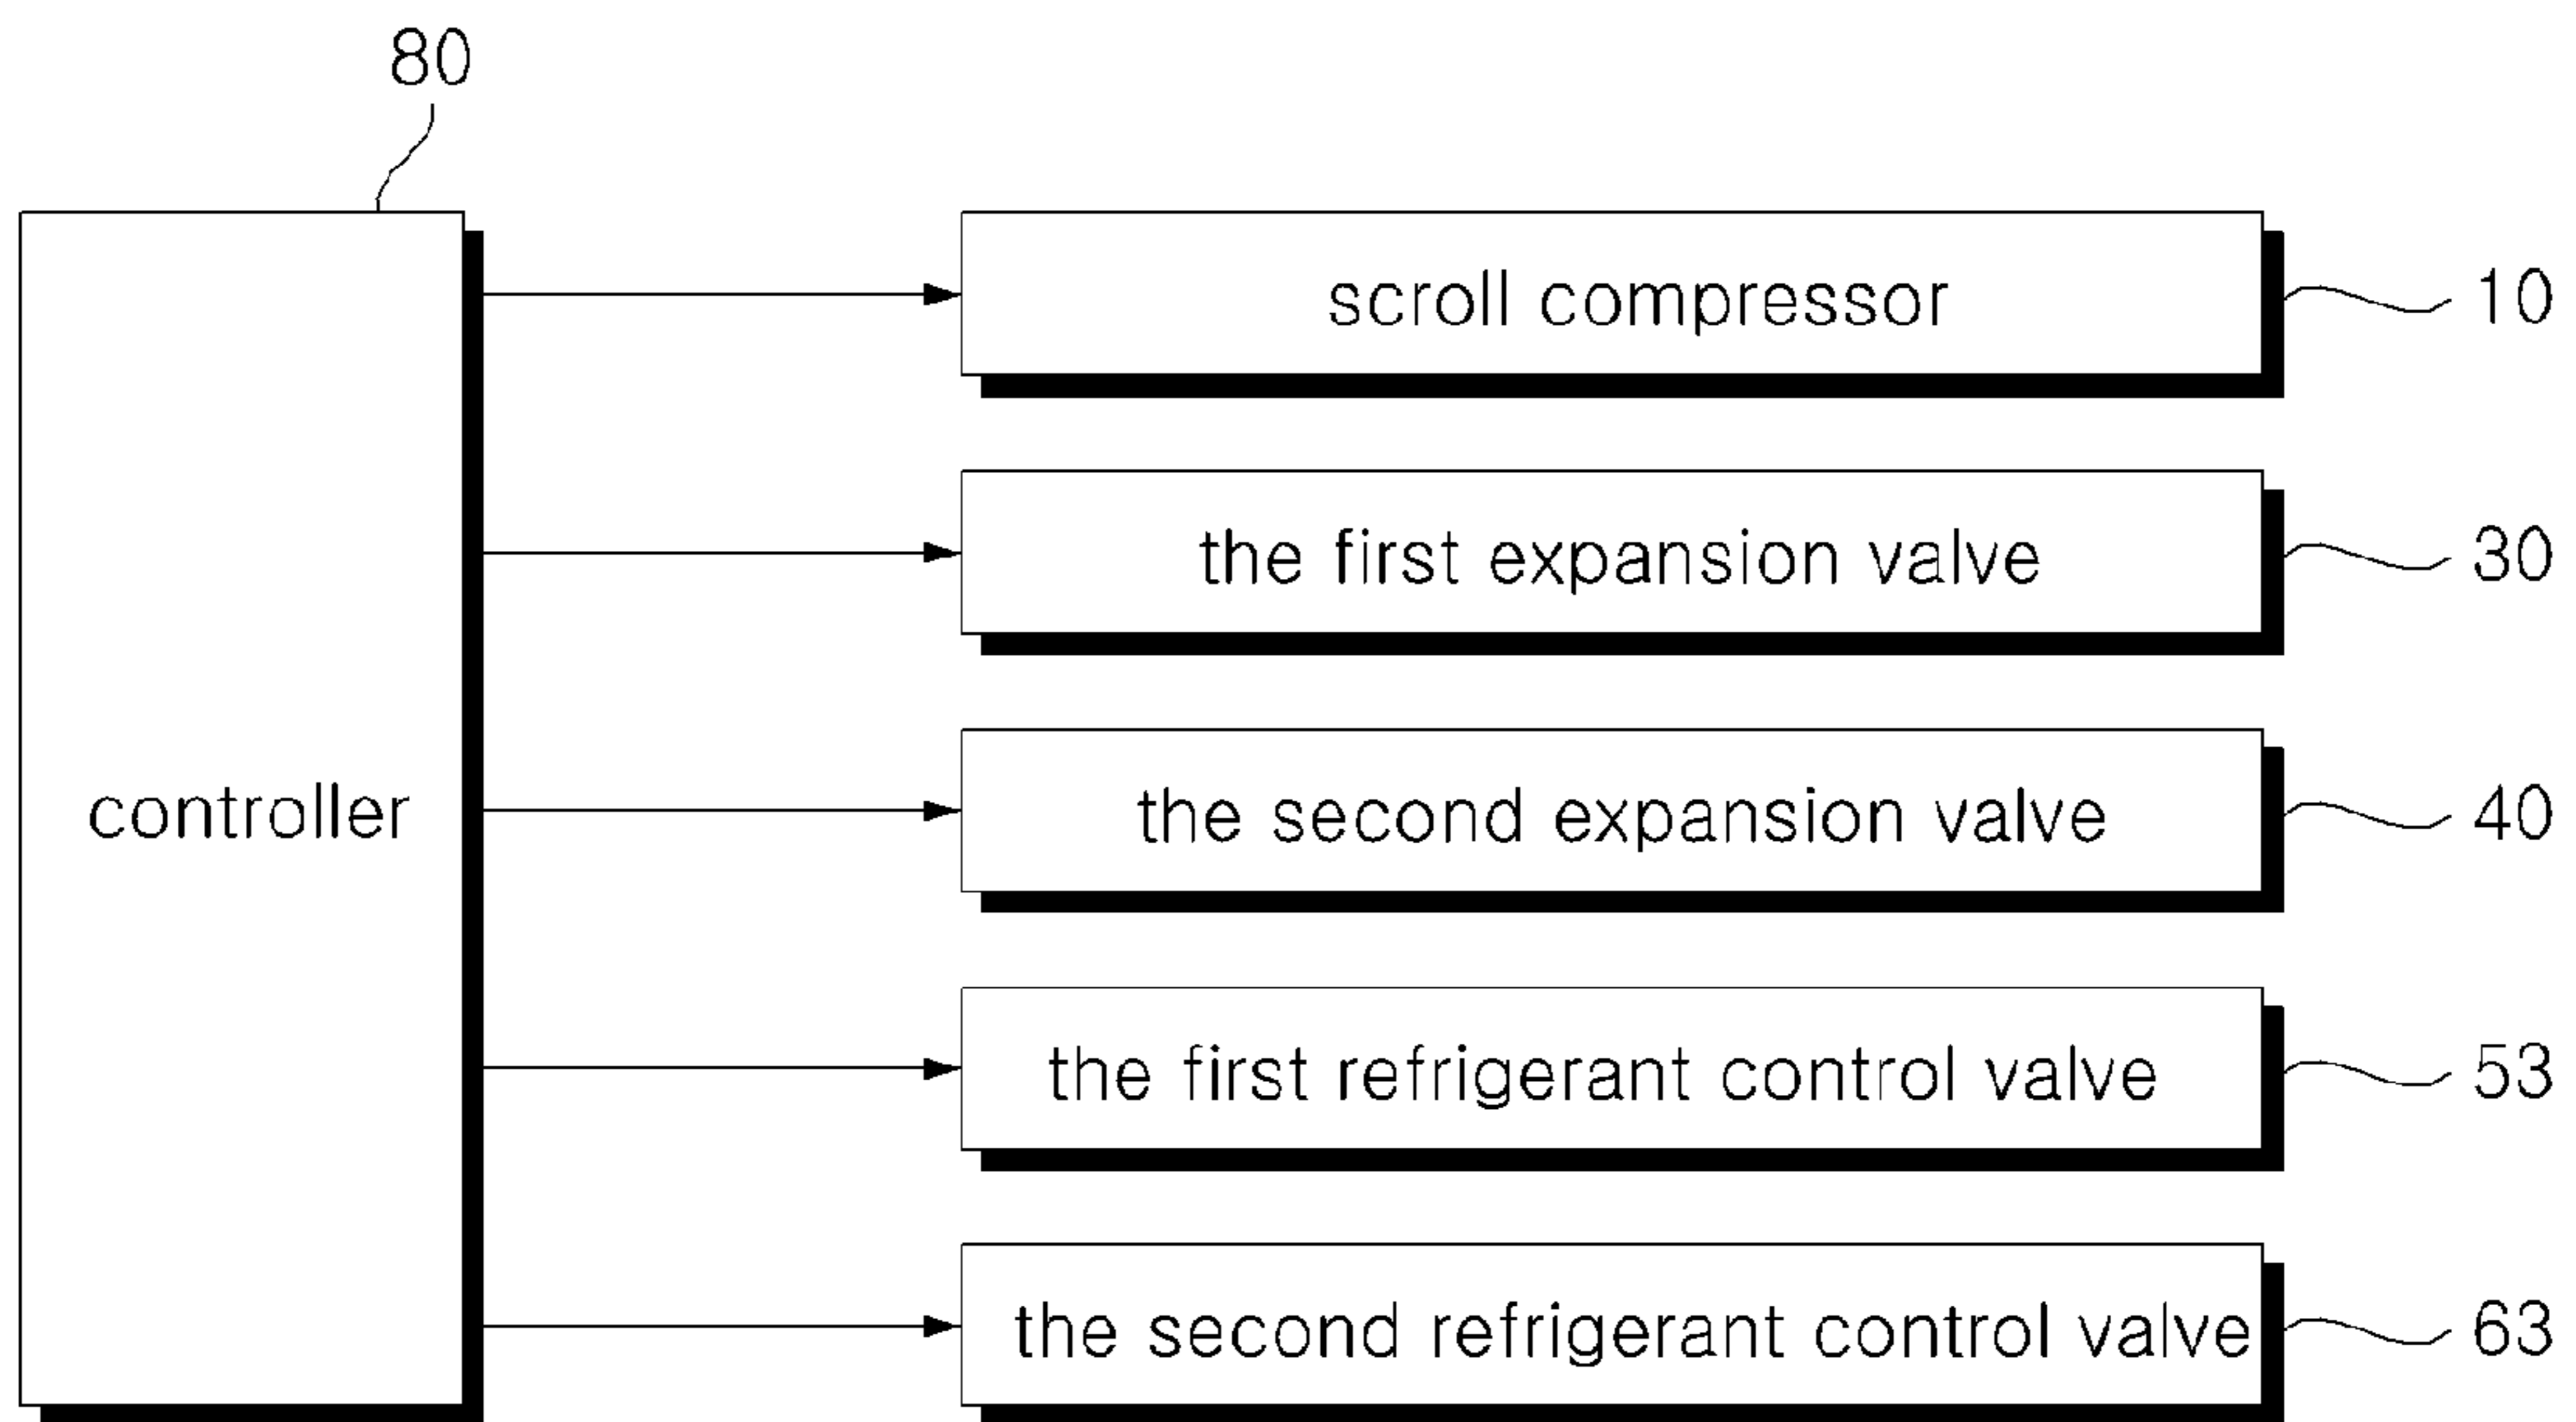 80
scroll compressor 10
the first expansion valve 30
controller the second expansion valve 40
the first refrigerant control valve 53
the second refrigerant control valve 63